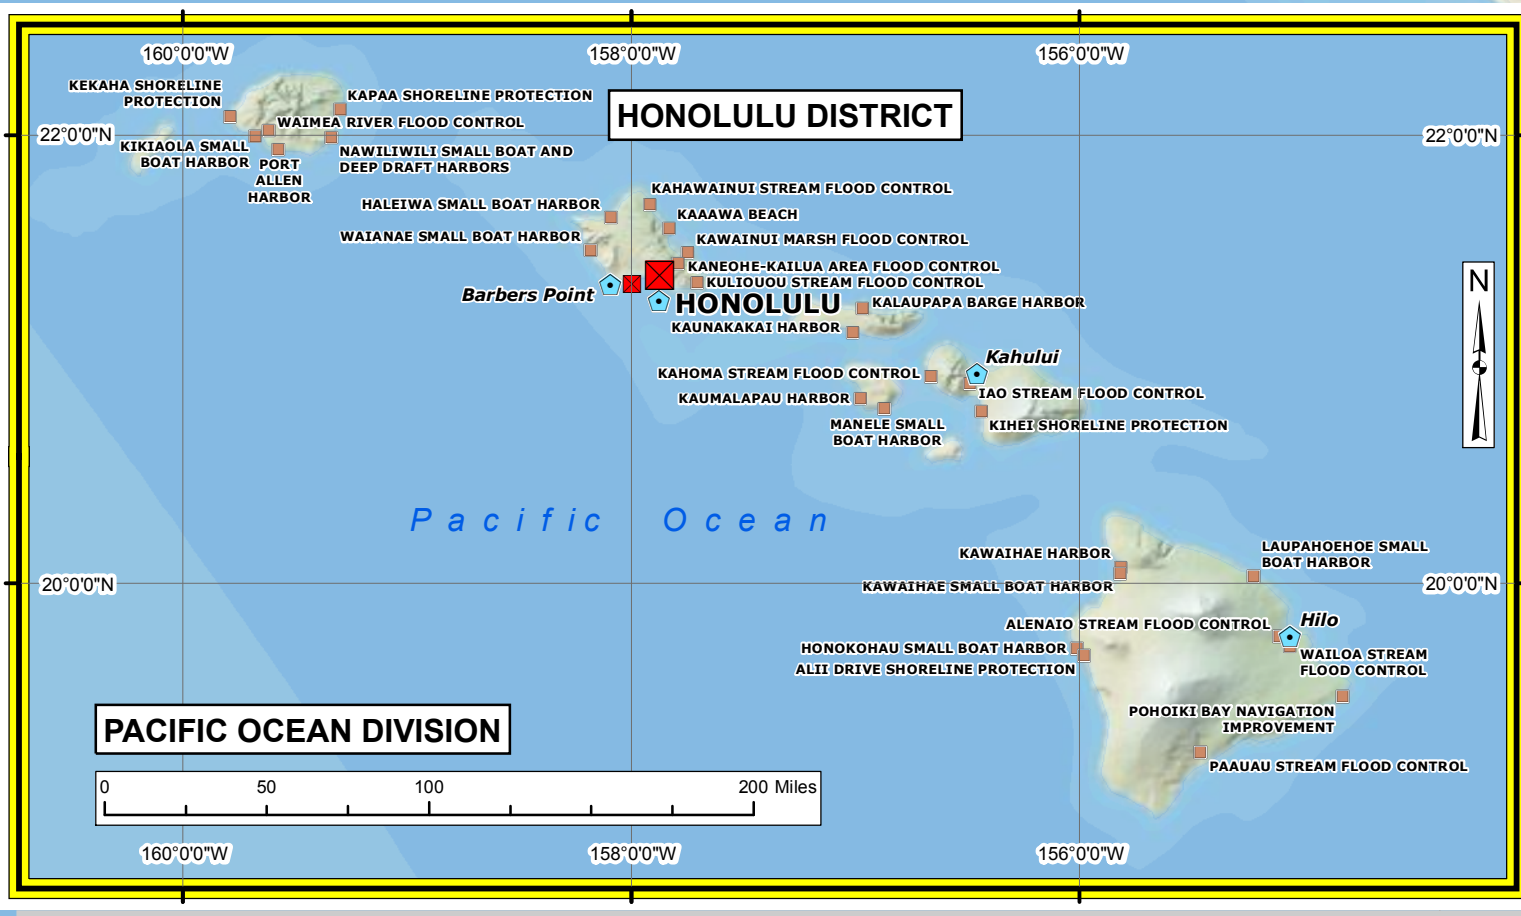 160°0'0"W
158°0'0"W
156°0'0"W
KEKAHA SHORELINE
PROTECTION
KAPAA SHORELINE PROTECTION
HONOLULU DISTRICT
WAIMEA RIVER FLOOD CONTROL
22°0'0"N
22°0'0"N
KIKIAOLA SMALL
BOAT HARBOR
PORT
ALLEN
HARBOR
NAWILIWILI SMALL BOAT AND
DEEP DRAFT HARBORS
KAHAWAINUI STREAM FLOOD CONTROL
HALEIWA SMALL BOAT HARBOR
KAAAWA BEACH
WAIANAE SMALL BOAT HARBOR
KAWAINUI MARSH FLOOD CONTROL
KANEOHE-KAILUA AREA FLOOD CONTROL
KULIOUOU STREAM FLOOD CONTROL
Barbers Point
HONOLULU
KALAUPAPA BARGE HARBOR
KAUNAKAKAI HARBOR
N
Kahului
KAHOMA STREAM FLOOD CONTROL
IAO STREAM FLOOD CONTROL
KAUMALAPAU HARBOR
MANELE SMALL
BOAT HARBOR
KIHEI SHORELINE PROTECTION
Pacific Ocean
KAWAIHAE HARBOR
LAUPAHOEHOE SMALL
BOAT HARBOR
20°0'0"N
KAWAIHAE SMALL BOAT HARBOR
20°0'0"N
ALENAIO STREAM FLOOD CONTROL
Hilo
HONOKOHAU SMALL BOAT HARBOR
WAILOA STREAM
FLOOD CONTROL
ALII DRIVE SHORELINE PROTECTION
POHOIKI BAY NAVIGATION
IMPROVEMENT
PACIFIC OCEAN DIVISION
PAAUAU STREAM FLOOD CONTROL
0 50 100 200 Miles
160°0'0"W
158°0'0"W
156°0'0"W